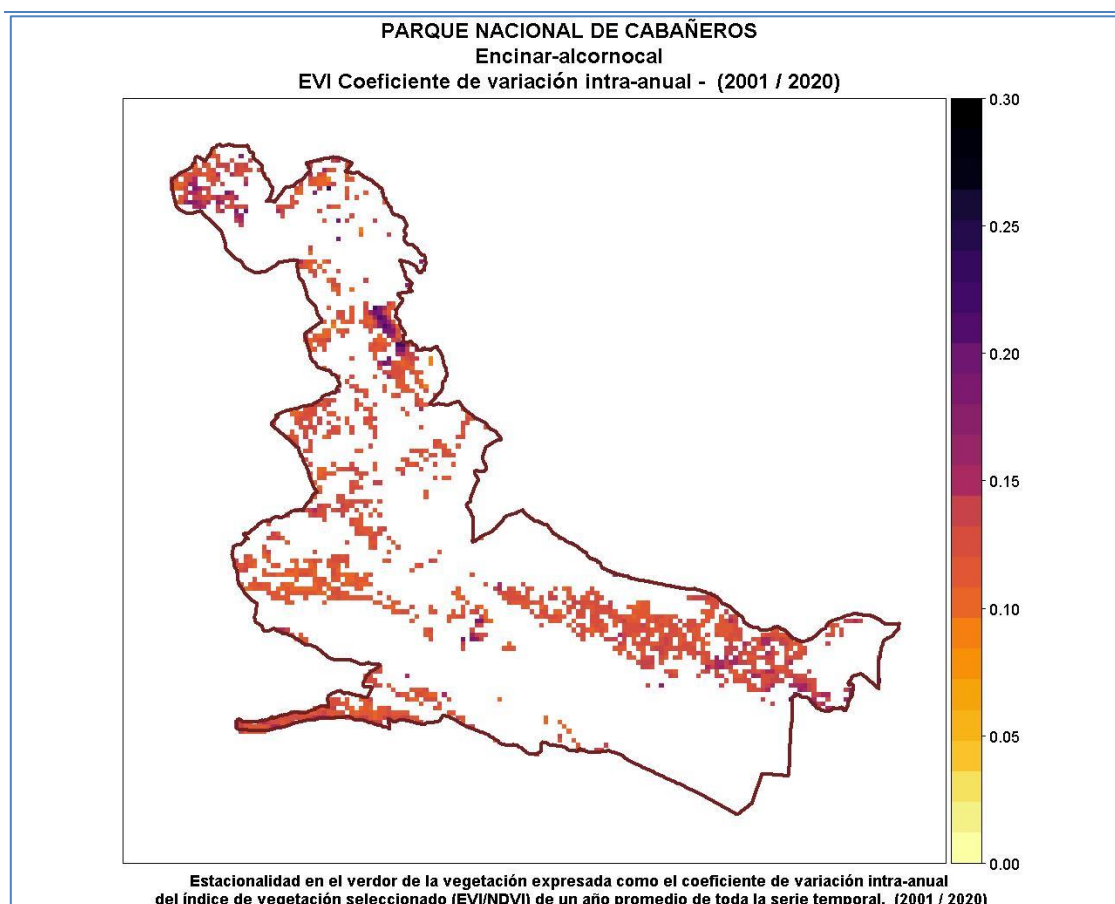 PARQUE NACIONAL DE CABAÑEROS
Encinar-alcornocal
EVI Coeficiente de variación intra-anual - (2001 / 2020)
0.30
0.25
0.20
0.15
0.10
0.05
0.00
Estacionalidad en el verdor de la vegetación expresada como el coeficiente de variación intra-anual
del índice de vegetación seleccionado (EVI/NDVI) de un año promedio de toda la serie temporal. (2001 / 2020)